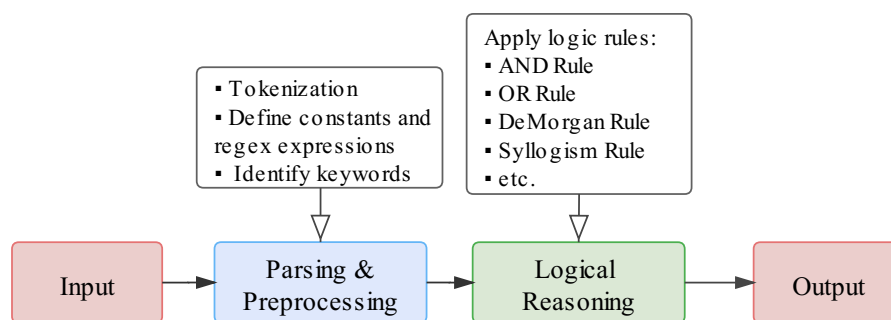 Apply logic rules:
▪ AND Rule
▪ OR Rule
▪ DeMorgan Rule
▪ Syllogism Rule
▪ etc.
▪ Tokenization
▪ Define constants and
regex expressions
▪ Identify keywords
Input
Parsing &
Preprocessing
Logical
Reasoning
Output